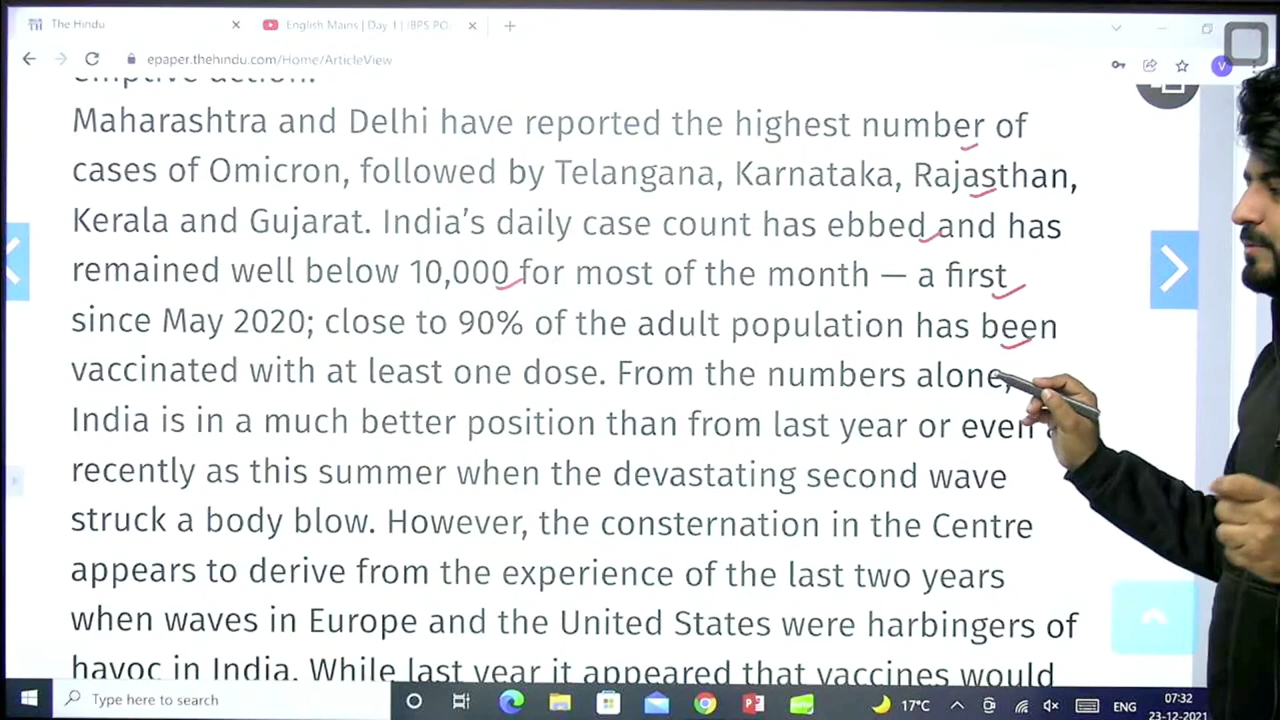 The Hindu
English Mains | Day 1 | IBPS PO
epaper.thehindu.com/Home/ArticleView
V
emptive action.
Maharashtra and Delhi have reported the highest number of
cases of Omicron, followed by Telangana, Karnataka, Rajasthan,
Kerala and Gujarat. India's daily case count has ebbed and has
remained well below 10,000 for most of the month — a first
since May 2020; close to 90% of the adult population has been
vaccinated with at least one dose. From the numbers alone,
India is in a much better position than from last year or even
recently as this summer when the devastating second wave
struck a body blow. However, the consternation in the Centre
appears to derive from the experience of the last two years
when waves in Europe and the United States were harbingers of
havoc in India. While last year it appeared that vaccines would
Type here to search
17°C
ENG
07:32
23-12-2021